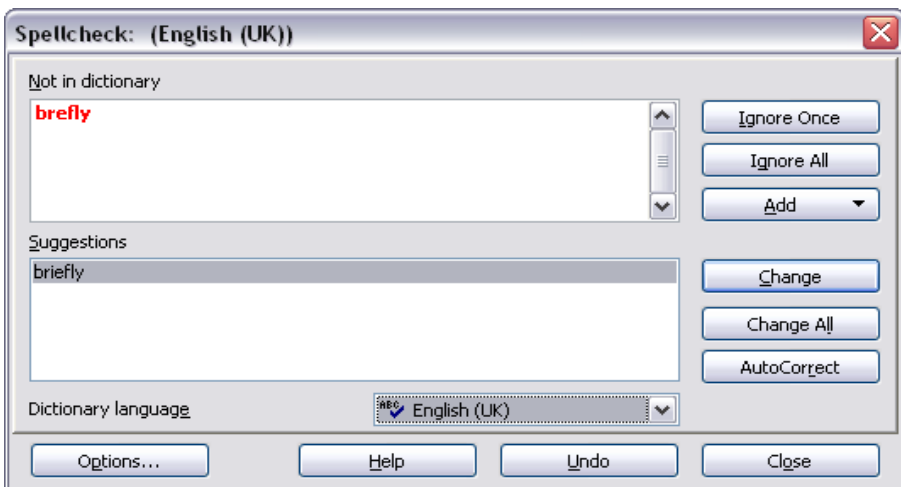 Spellcheck: (English (UK))
Not in dictionary
brefly
Ignore Once
Ignore All
Add
Suggestions
briefly
Change
Change All
AutoCorrect
Dictionary language
ABC English (UK)
Options...
Help
Undo
Close